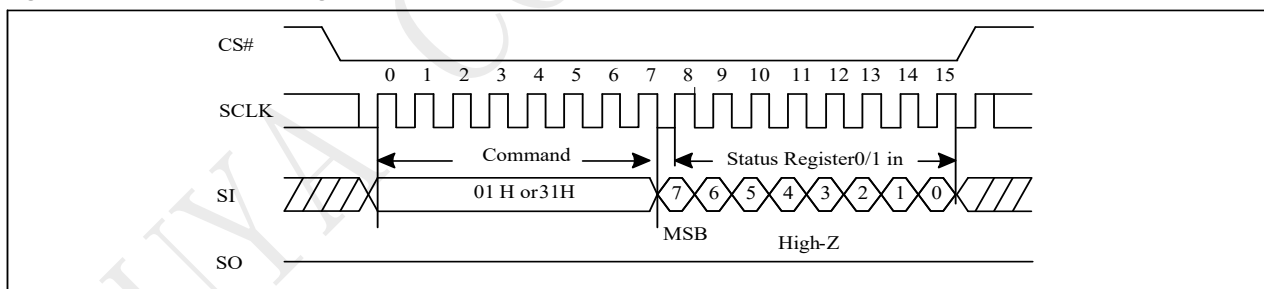 CS#
0 1 2 3 4 5 6 7 8 9 10 11 12 13 14 15
SCLK
Command Status Register0/1 in
SI 01 H or31H 7 6 5 4 3 2 1 0
MSB High-Z
SO